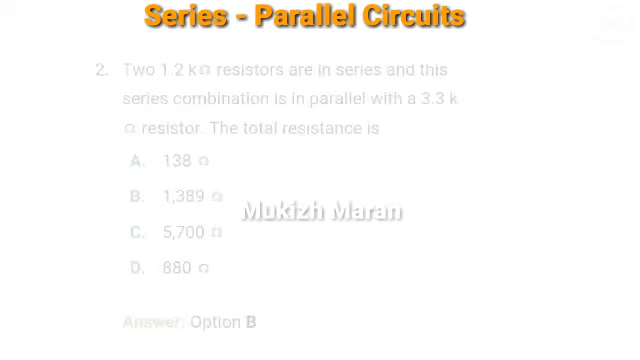 Series - Parallel Circuits
2. Two 1.2 kΩ resistors are in series and this
series combination is in parallel with a 3.3 k
Ω resistor. The total resistance is
A. 138 Ω
B. 1,389 Ω
Mukizh Maran
C. 5,700 Ω
D. 880 Ω
Answer: Option B